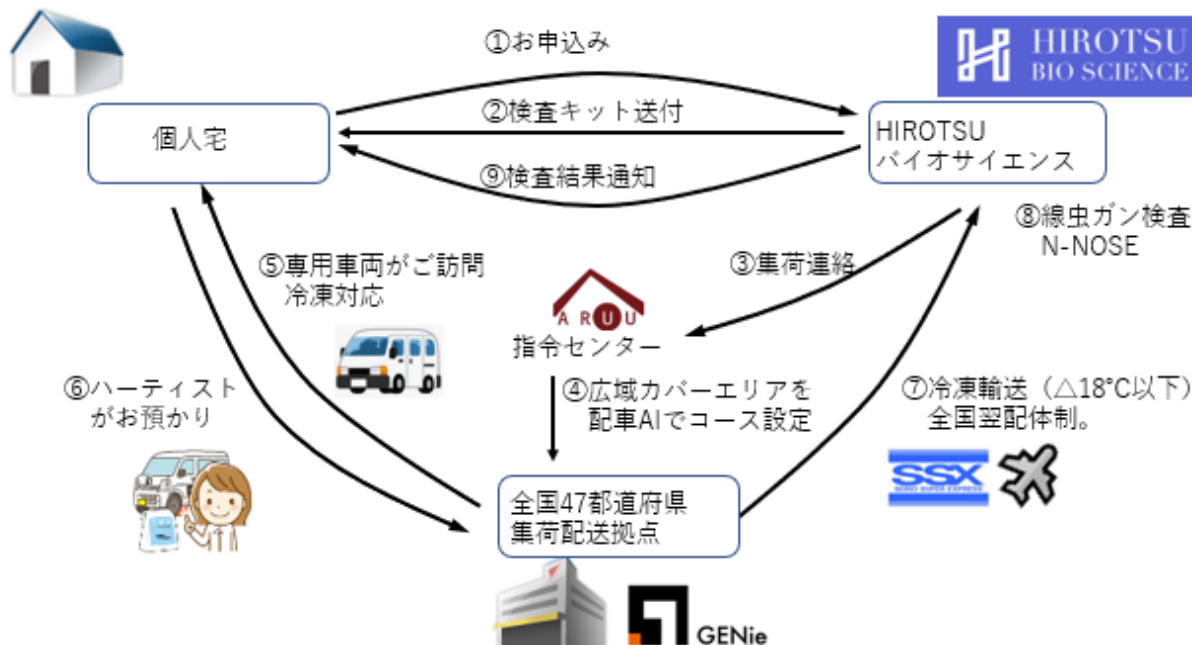 ①お申込み
HIROTSU
BIO SCIENCE
②検査キット送付
個人宅
HIROTSU
バイオサイエンス
⑨検査結果通知
⑧線虫ガン検査
N-NOSE
⑤専用車両がご訪問
冷凍対応
③集荷連絡
ARUU
指令センター
⑥ハーティスト
がお預かり
④広域カバーエリアを
配車AIでコース設定
⑦冷凍輸送（△18°C以下）
全国翌配体制。
SSX
SEINO SUPER EXPRESS
全国47都道府県
集荷配送拠点
GENie